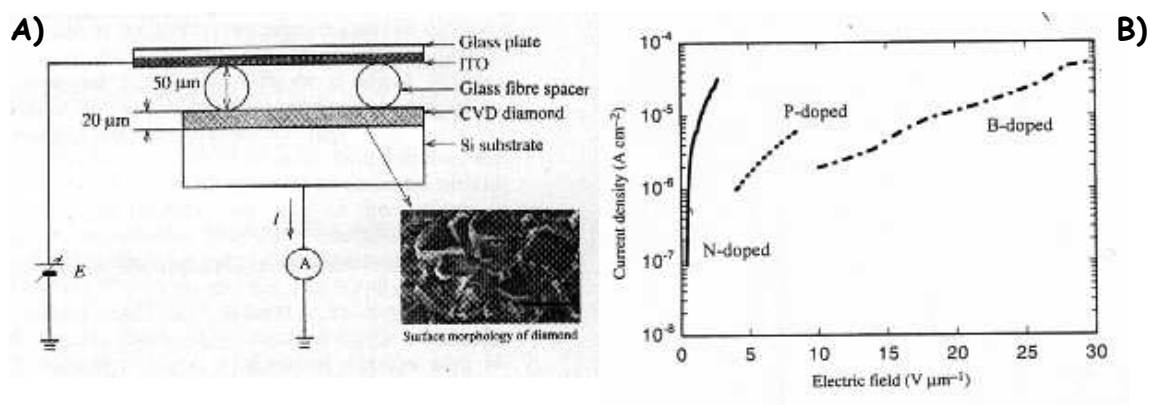 A)
Glass plate
ITO
50 μm
Glass fibre spacer
CVD diamond
20 μm
Si substrate
I
A
E
Surface morphology of diamond
B)
Current density (A cm⁻²)
10⁻⁴
10⁻⁵
10⁻⁶
10⁻⁷
10⁻⁸
P-doped
B-doped
N-doped
0 5 10 15 20 25 30
Electric field (V μm⁻¹)